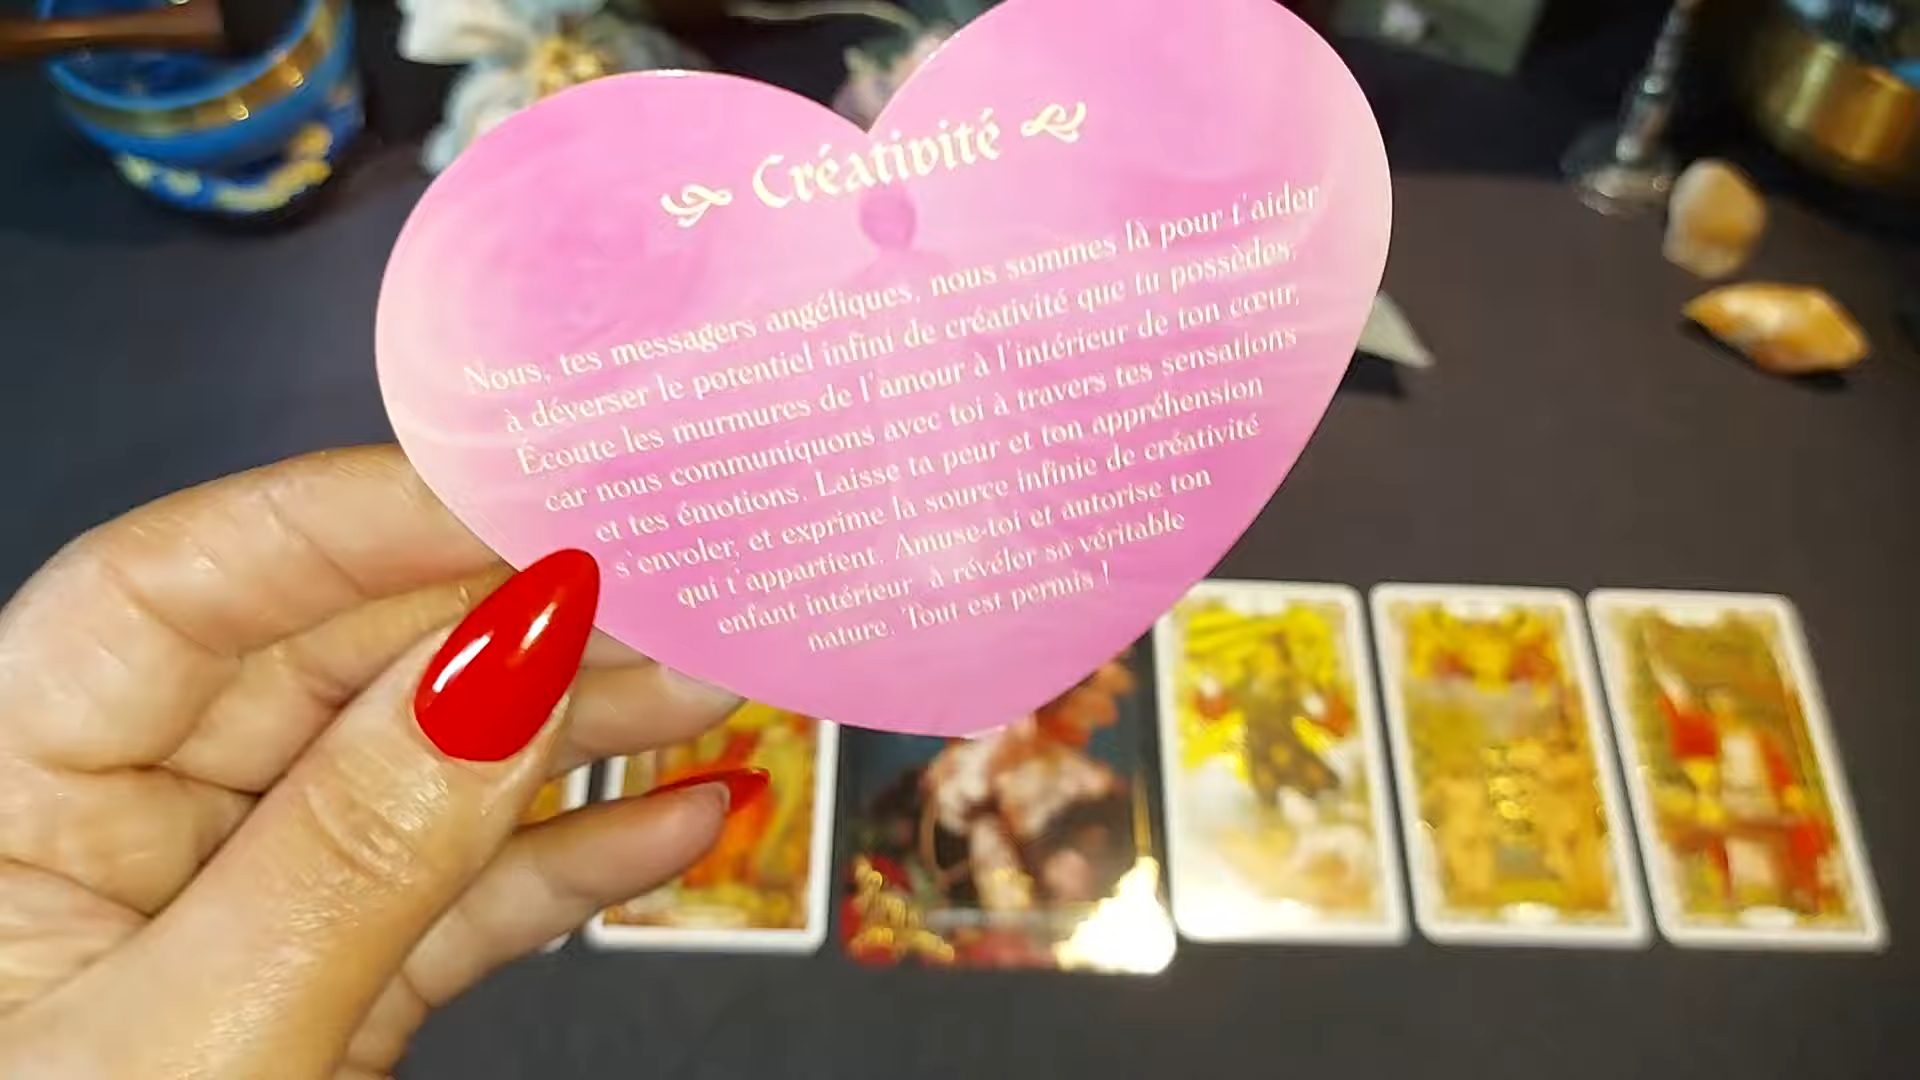 Créativité
Nous, tes messagers angéliques, nous sommes là pour t'aider
à déverser le potentiel infini de créativité que tu possèdes.
Écoute les murmures de l'amour à l'intérieur de ton cœur,
car nous communiquons avec toi à travers tes sensations
et tes émotions. Laisse ta peur et ton appréhension
s'envoler, et exprime la source infinie de créativité
qui t'appartient. Amuse-toi et autorise ton
enfant intérieur, à révéler sa véritable
nature. Tout est permis !